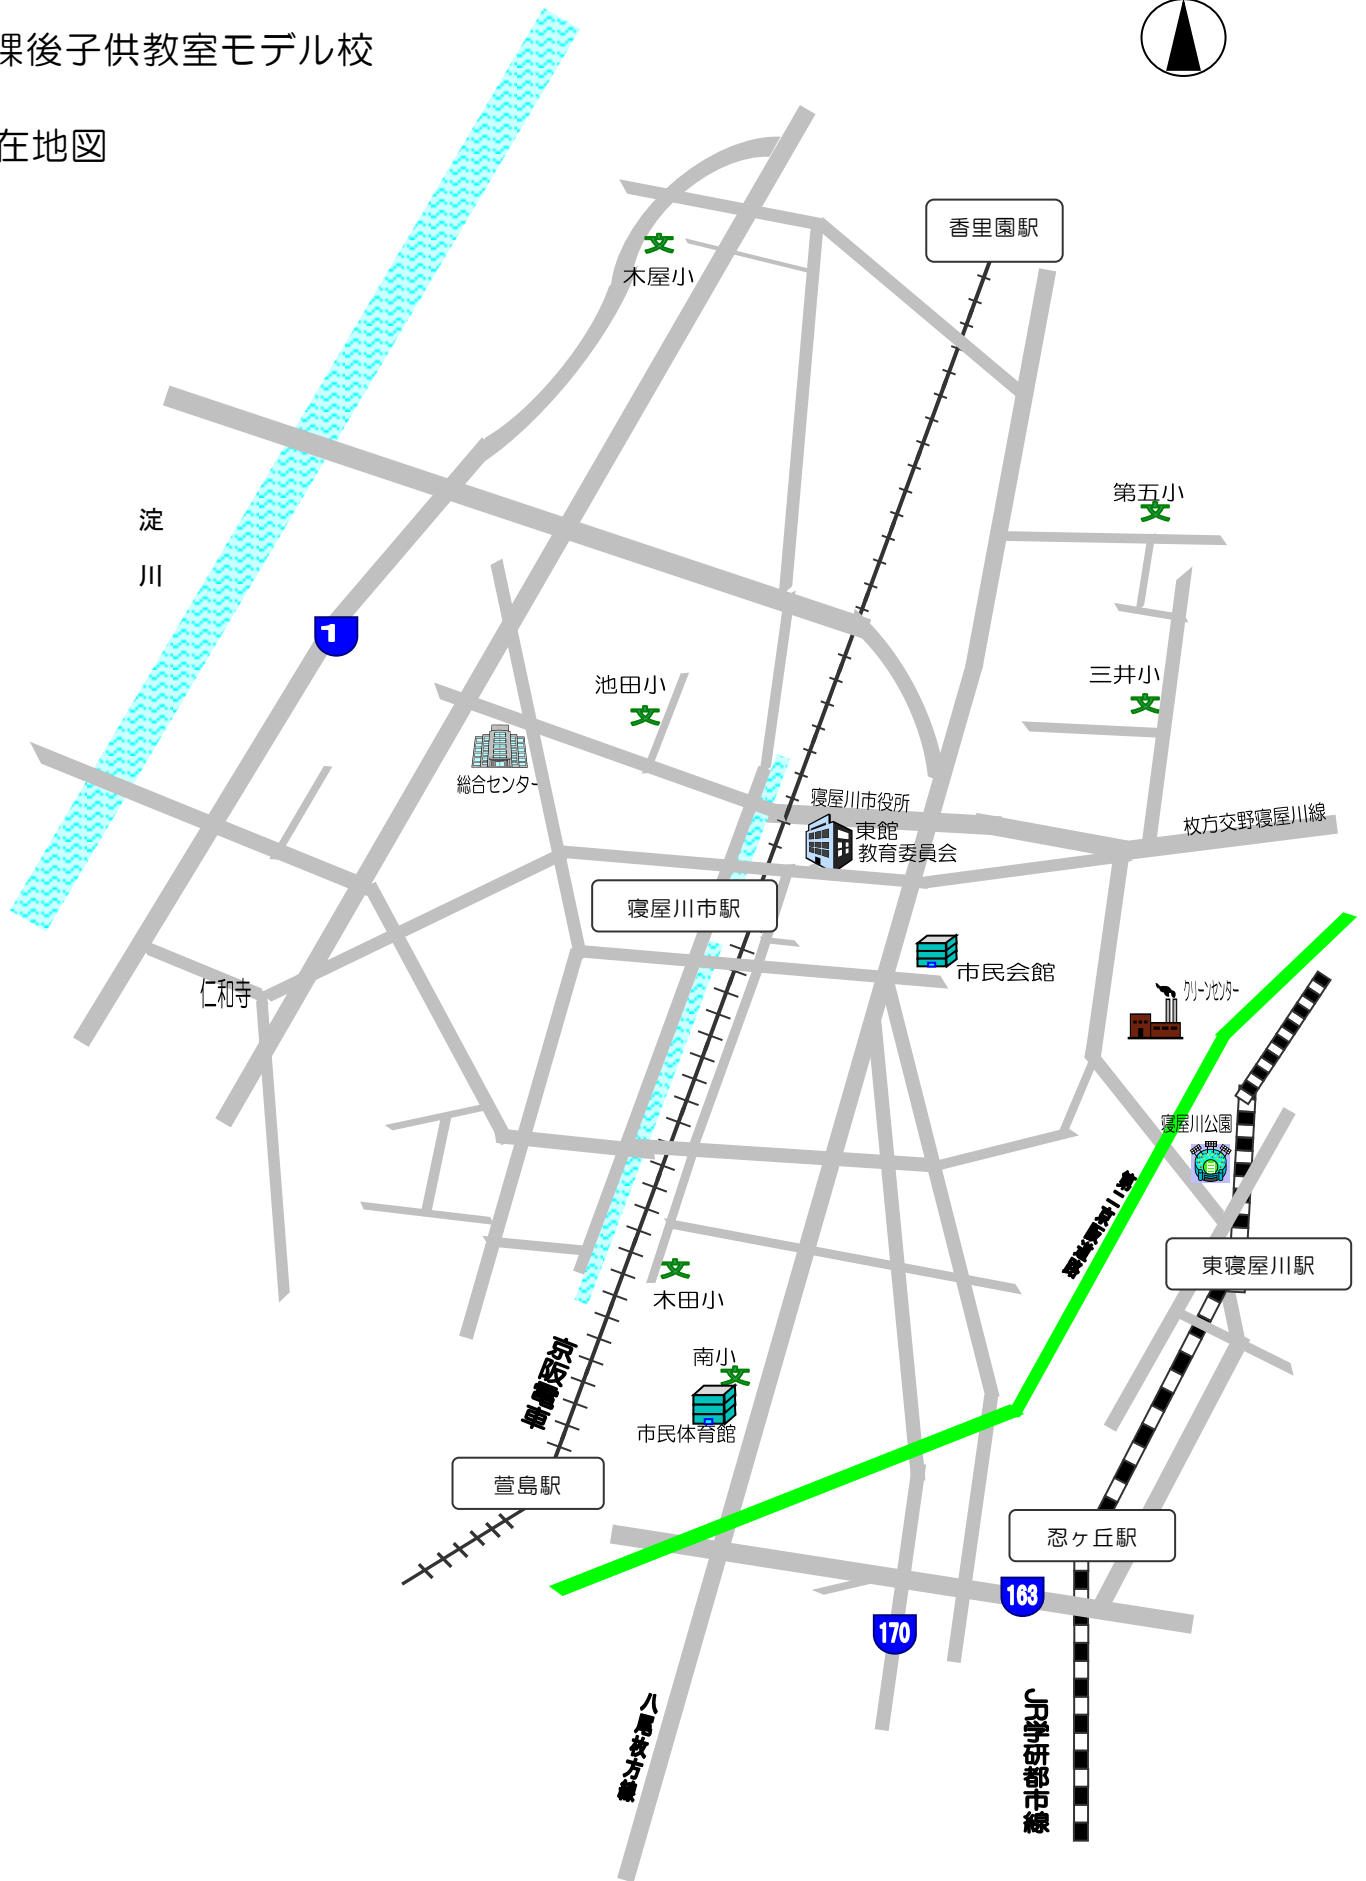 課後子供教室モデル校
在地図
香里園駅
木屋小
第五小
淀
川
1
三井小
池田小
総合センター
寝屋川市役所
東館
教育委員会
枚方交野寝屋川線
寝屋川市駅
市民会館
クリーンセンター
仁和寺
寝屋川公園
第二京阪道路
東寝屋川駅
木田小
京阪電車
南小
市民体育館
萱島駅
忍ヶ丘駅
163
170
八尾枚方線
JR学研都市線